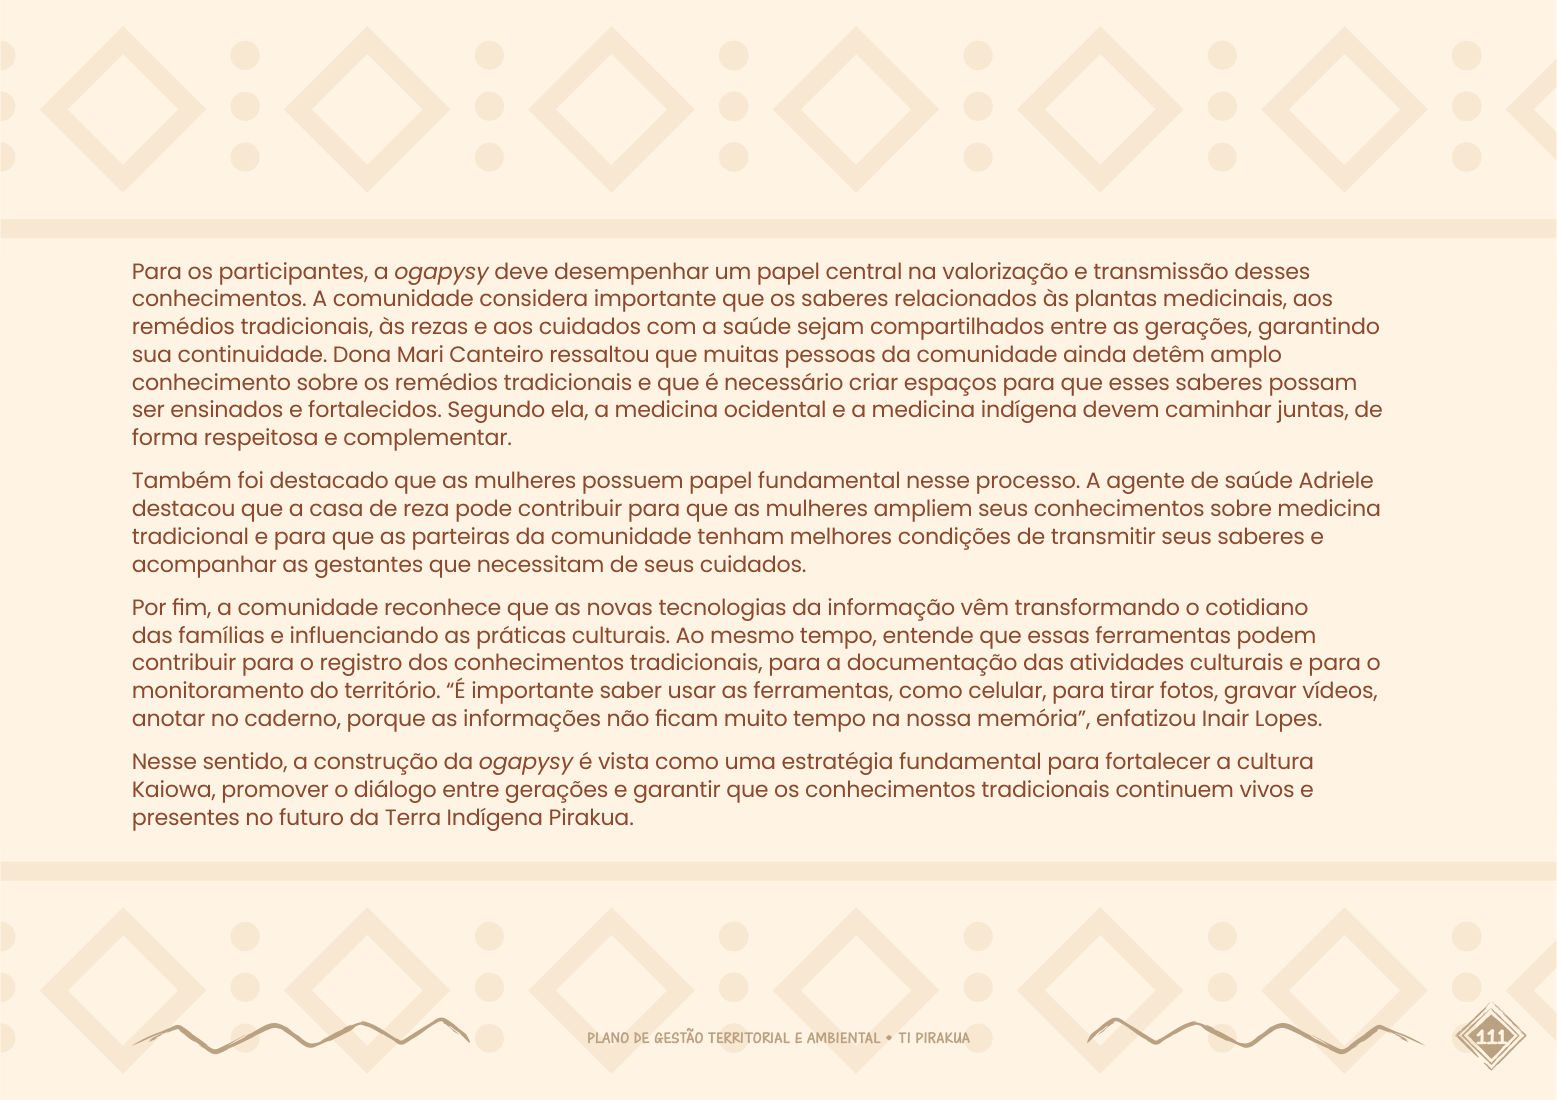 Para os participantes, a ogapysy deve desempenhar um papel central na valorização e transmissão desses
conhecimentos. A comunidade considera importante que os saberes relacionados às plantas medicinais, aos
remédios tradicionais, às rezas e aos cuidados com a saúde sejam compartilhados entre as gerações, garantindo
sua continuidade. Dona Mari Canteiro ressaltou que muitas pessoas da comunidade ainda detêm amplo
conhecimento sobre os remédios tradicionais e que é necessário criar espaços para que esses saberes possam
ser ensinados e fortalecidos. Segundo ela, a medicina ocidental e a medicina indígena devem caminhar juntas, de
forma respeitosa e complementar.
Também foi destacado que as mulheres possuem papel fundamental nesse processo. A agente de saúde Adriele
destacou que a casa de reza pode contribuir para que as mulheres ampliem seus conhecimentos sobre medicina
tradicional e para que as parteiras da comunidade tenham melhores condições de transmitir seus saberes e
acompanhar as gestantes que necessitam de seus cuidados.
Por fim, a comunidade reconhece que as novas tecnologias da informação vêm transformando o cotidiano
das famílias e influenciando as práticas culturais. Ao mesmo tempo, entende que essas ferramentas podem
contribuir para o registro dos conhecimentos tradicionais, para a documentação das atividades culturais e para o
monitoramento do território. “É importante saber usar as ferramentas, como celular, para tirar fotos, gravar vídeos,
anotar no caderno, porque as informações não ficam muito tempo na nossa memória”, enfatizou Inair Lopes.
Nesse sentido, a construção da ogapysy é vista como uma estratégia fundamental para fortalecer a cultura
Kaiowa, promover o diálogo entre gerações e garantir que os conhecimentos tradicionais continuem vivos e
presentes no futuro da Terra Indígena Pirakua.
PLANO DE GESTÃO TERRITORIAL E AMBIENTAL • TI PIRAKUA
111